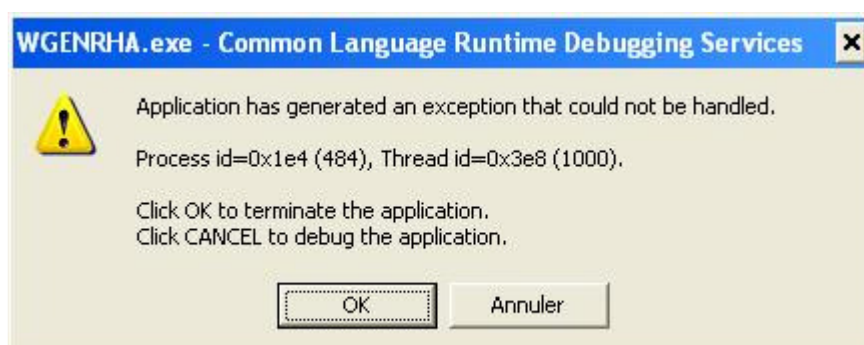 WGENRHA.exe - Common Language Runtime Debugging Services
Application has generated an exception that could not be handled.
Process id=0x1e4 (484), Thread id=0x3e8 (1000).
Click OK to terminate the application.
Click CANCEL to debug the application.
OK
Annuler